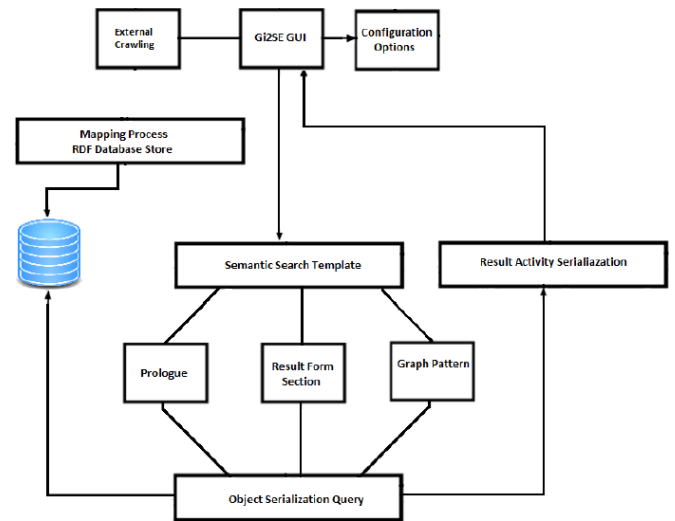 External
Crawling
Gi2SE GUI
Configuration
Options
Mapping Process
RDF Database Store
Semantic Search Template
Result Activity Serialiazation
Prologue
Result Form
Section
Graph Pattern
Object Serialization Query